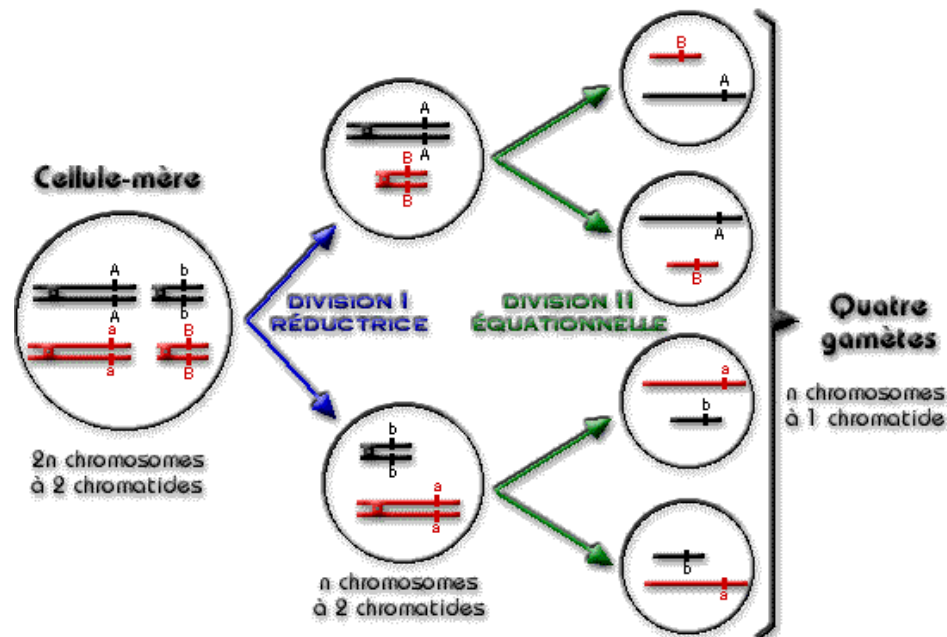 Cellule-mère
A
b
A
b
a
B
a
B
2n chromosomes
à 2 chromatides
DIVISION I
RÉDUCTRICE
A
A
B
B
b
b
a
a
n chromosomes
à 2 chromatides
DIVISION II
ÉQUATIONNELLE
B
A
A
B
a
b
b
a
Quatre
gamètes
n chromosomes
à 1 chromatide